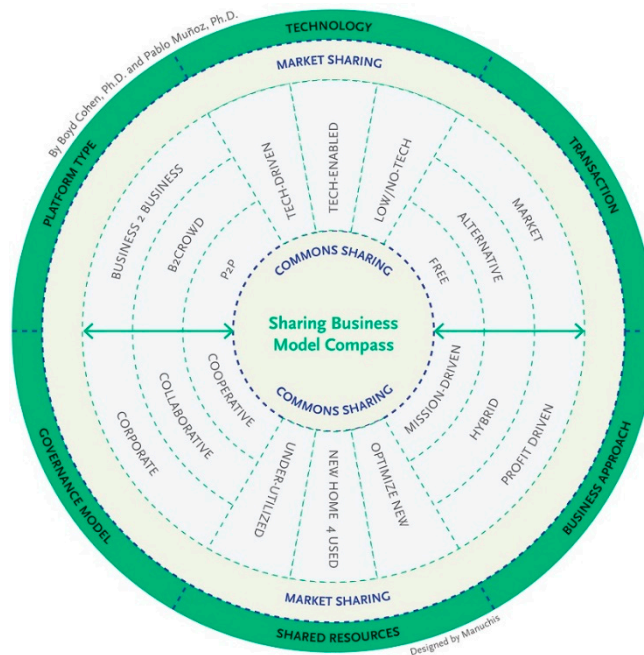 TECHNOLOGY
MARKET SHARING
By Boyd Cohen, Ph.D. and Pablo Muñoz, Ph.D.
PLATFORM TYPE
TRANSACTION
TECH-DRIVEN
TECH-ENABLED
LOW/NO-TECH
BUSINESS 2 BUSINESS
B2CROWD
P2P
FREE
ALTERNATIVE
MARKET
COMMONS SHARING
Sharing Business
Model Compass
COMMONS SHARING
CORPORATE
COLLABORATIVE
COOPERATIVE
MISSION-DRIVEN
HYBRID
PROFIT DRIVEN
UNDER-UTILIZED
NEW HOME 4 USED
OPTIMIZE NEW
GOVERNANCE MODEL
BUSINESS APPROACH
MARKET SHARING
SHARED RESOURCES
Designed by Manuchis